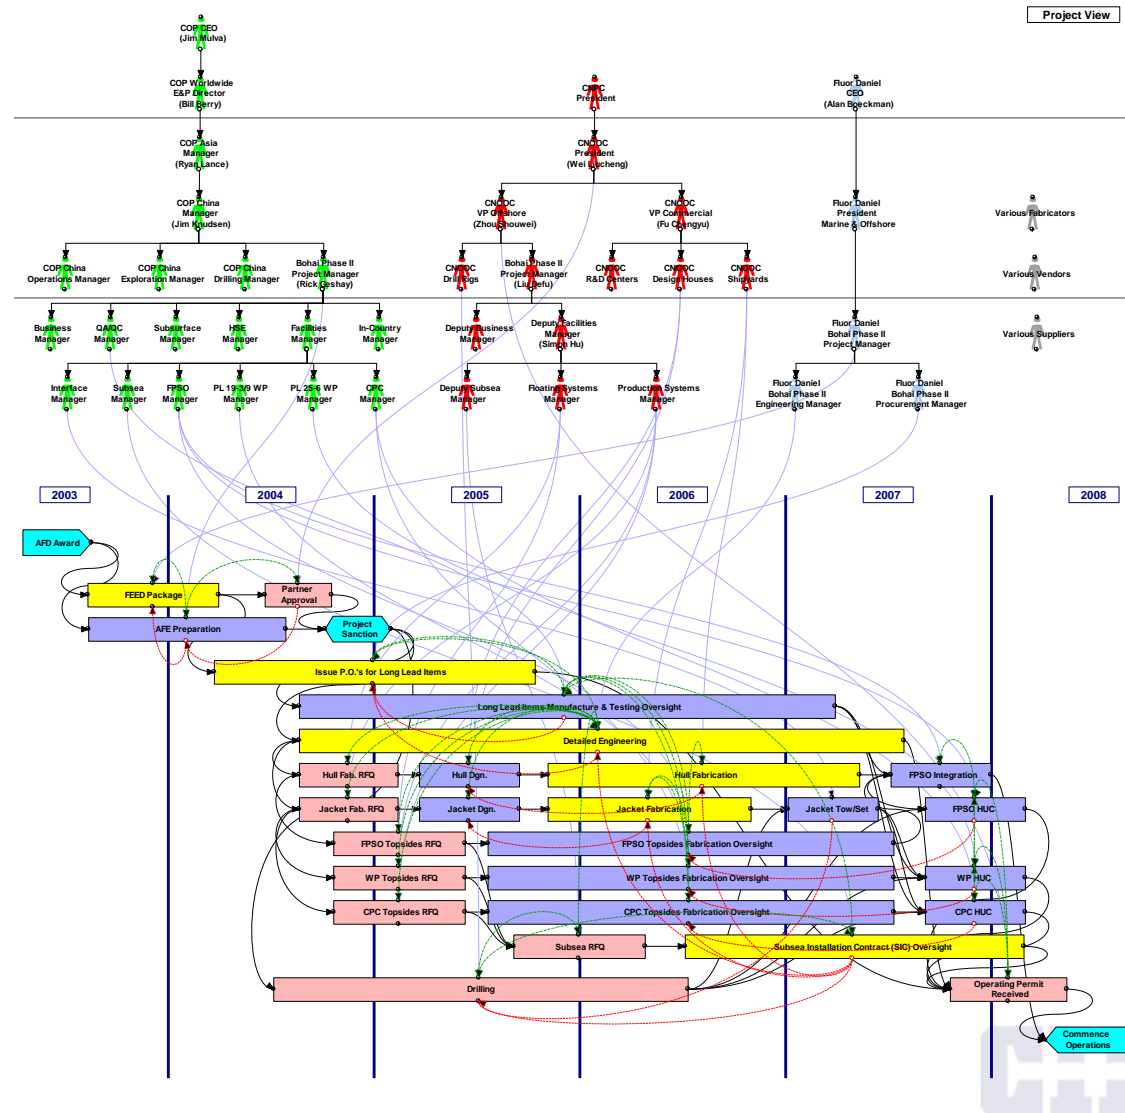 Project View
COP CEO
(Jim Mulva)
COP Worldwide
E&P Director
(Bill Berry)
CNPC
President
Fluor Daniel
CEO
(Alan Boeckman)
COP Asia
Manager
(Ryan Lance)
CNOOC
President
(Wei Liucheng)
COP China
Manager
(Jim Knudsen)
CNOOC
VP Offshore
(Zhou Shouwei)
CNOOC
VP Commercial
(Fu Chengyu)
Fluor Daniel
President
Marine & Offshore
Various Fabricators
COP China
Operations Manager
COP China
Exploration Manager
COP China
Drilling Manager
Bohai Phase II
Project Manager
(Rick Geshay)
CNOOC
Drill Rigs
Bohai Phase II
Project Manager
(Liu Defu)
CNOOC
R&D Centers
CNOOC
Design Houses
CNOOC
Shipyards
Various Vendors
Business
Manager
QA/QC
Manager
Subsurface
Manager
HSE
Manager
Facilities
Manager
In-Country
Manager
Deputy Business
Manager
Deputy Facilities
Manager
(Simon Hu)
Fluor Daniel
Bohai Phase II
Project Manager
Various Suppliers
Interface
Manager
Subsea
Manager
FPSO
Manager
PL 19-3/9 WP
Manager
PL 25-6 WP
Manager
CPC
Manager
Deputy Subsea
Manager
Floating Systems
Manager
Production Systems
Manager
Fluor Daniel
Bohai Phase II
Engineering Manager
Fluor Daniel
Bohai Phase II
Procurement Manager
2003
2004
2005
2006
2007
2008
AFD Award
FEED Package
Partner
Approval
AFE Preparation
Project
Sanction
Issue P.O.'s for Long Lead Items
Long Lead Items Manufacture & Testing Oversight
Detailed Engineering
Hull Fab. RFQ
Hull Dgn.
Hull Fabrication
FPSO Integration
Jacket Fab. RFQ
Jacket Dgn.
Jacket Fabrication
Jacket Tow/Set
FPSO HUC
FPSO Topsides RFQ
FPSO Topsides Fabrication Oversight
WP Topsides RFQ
WP Topsides Fabrication Oversight
WP HUC
CPC Topsides RFQ
CPC Topsides Fabrication Oversight
CPC HUC
Subsea RFQ
Subsea Installation Contract (SIC) Oversight
Drilling
Operating Permit
Received
Commence
Operations